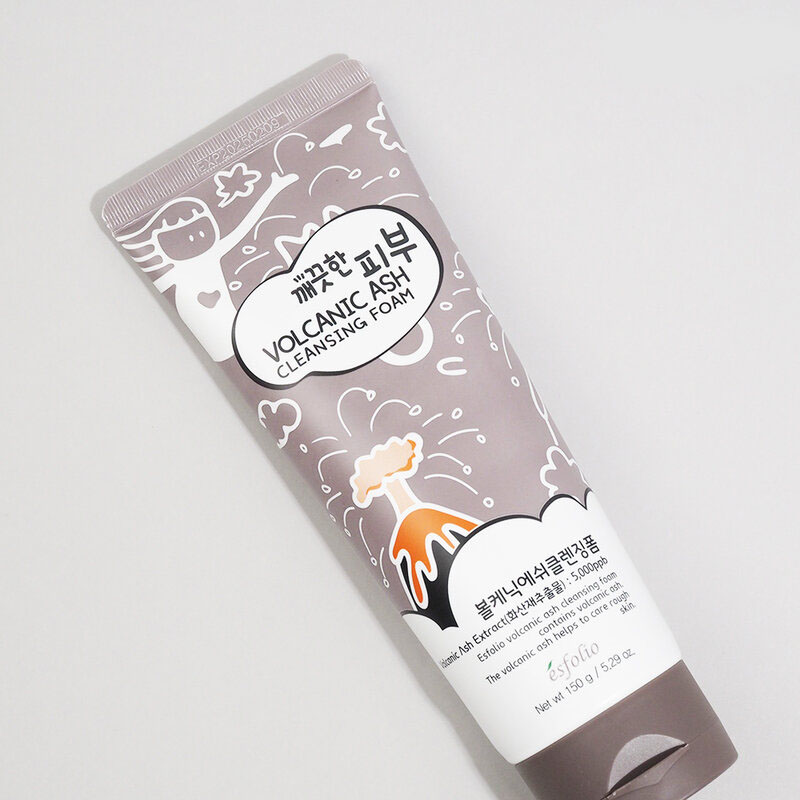 EXP20250209
깨끗한 피부
VOLCANIC ASH
CLEANSING FOAM
볼케닉에쉬클렌징폼
Volcanic Ash Extract(화산재추출물) : 5,000ppb
Esfolio volcanic ash cleansing foam
contains volcanic ash.
The volcanic ash helps to care rough
skin.
esfolio
Net wt 150 g / 5.29 oz.